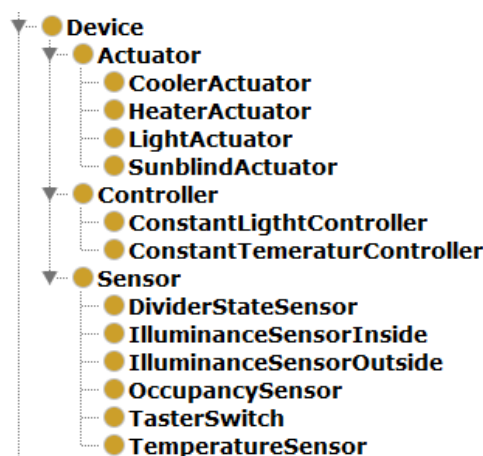 Device
Actuator
CoolerActuator
HeaterActuator
LightActuator
SunblindActuator
Controller
ConstantLigthtController
ConstantTemeraturController
Sensor
DividerStateSensor
IlluminanceSensorInside
IlluminanceSensorOutside
OccupancySensor
TasterSwitch
TemperatureSensor